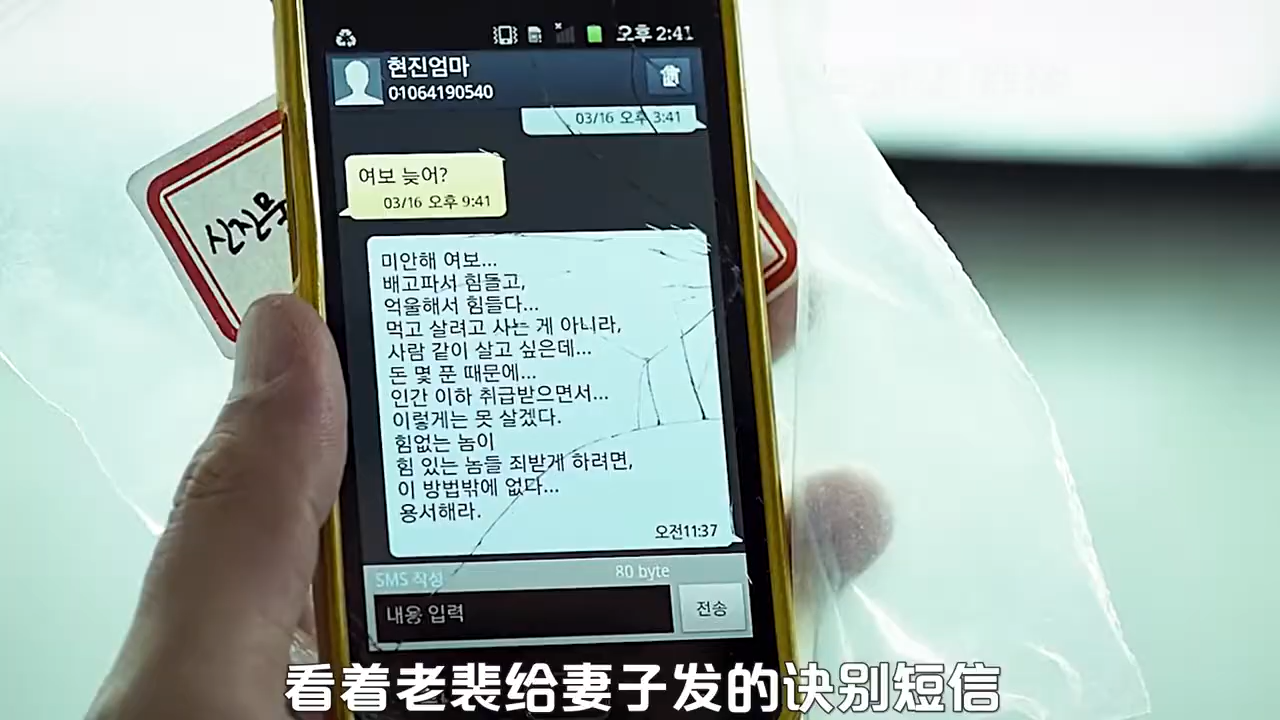 오후 2:41
현진엄마
01064190540
03/16 오후 3:41
여보 늦어?
03/16 오후 9:41
미안해 여보...
배고파서 힘들고,
억울해서 힘들다...
먹고 살려고 사는 게 아니라,
사람 같이 살고 싶은데...
돈 몇 푼 때문에...
인간 이하 취급받으면서...
이렇게는 못 살겠다.
힘없는 놈이
힘 있는 놈들 죄받게 하려면,
이 방법밖에 없다...
용서해라.
오전11:37
SMS 작성
80 byte
내용 입력
전송
看着老裴给妻子发的诀别短信